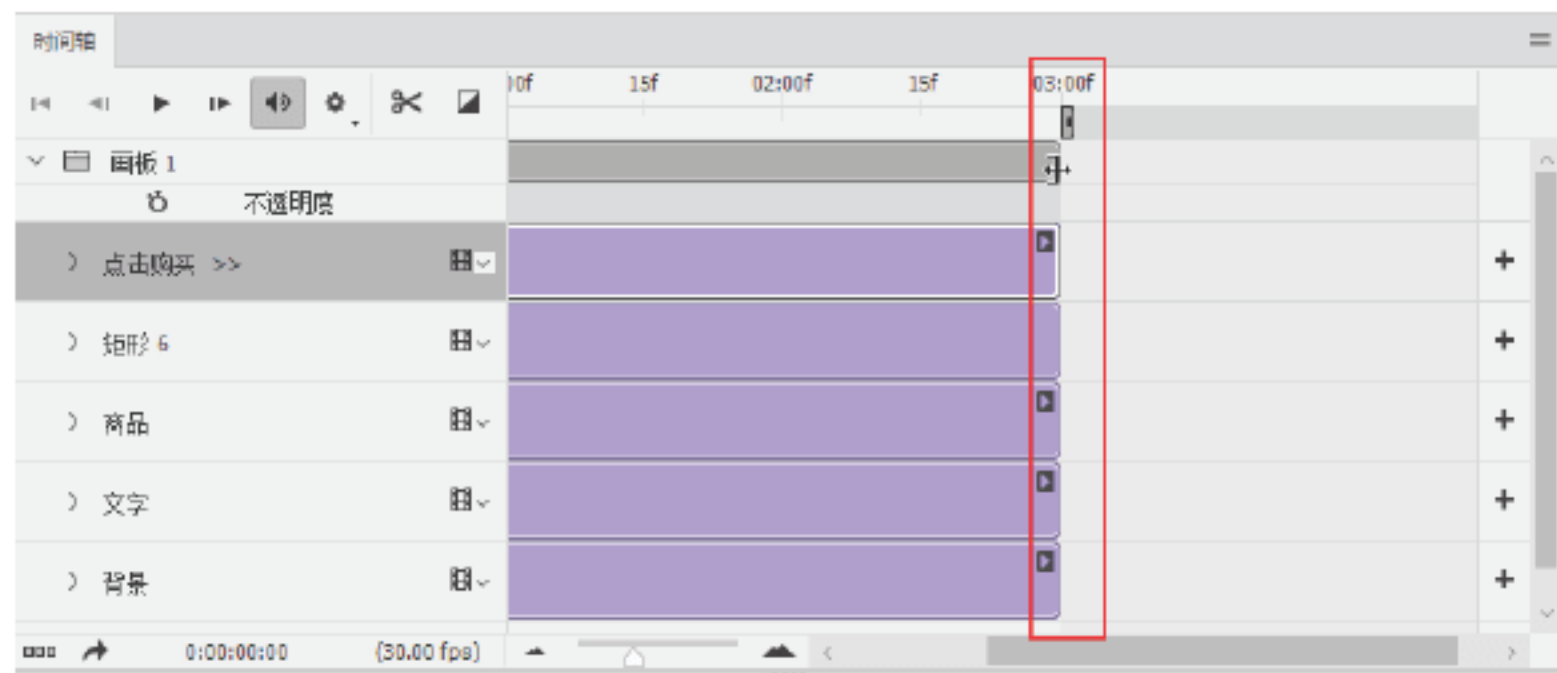 时间轴
00f 15f 02:00f 15f 03:00f
画板 1
不透明度
点击购买 >>
矩形 6
商品
文字
背景
0:00:00:00 (30.00 fps)